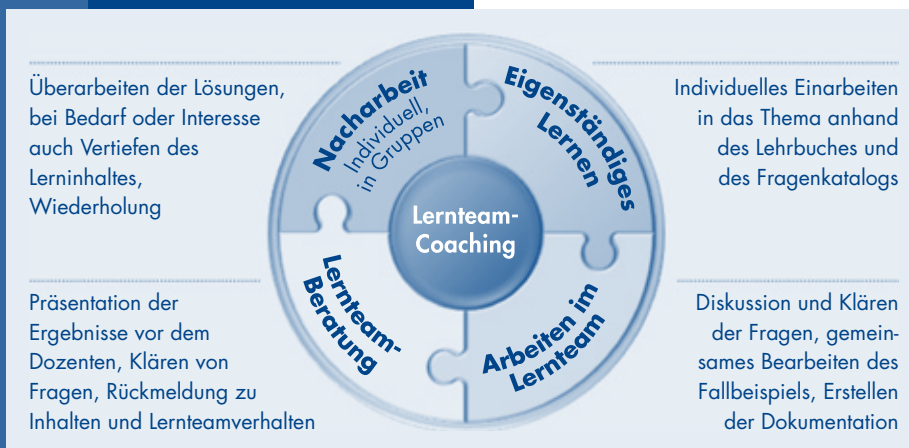 Überarbeiten der Lösungen,
bei Bedarf oder Interesse
auch Vertiefen des
Lerninhaltes,
Wiederholung
Nacharbeit
Individuell,
in Gruppen
Eigenständiges
Lernen
Individuelles Einarbeiten
in das Thema anhand
des Lehrbuches und
des Fragenkatalogs
Lernteam-
Coaching
Präsentation der
Ergebnisse vor dem
Dozenten, Klären von
Fragen, Rückmeldung zu
Inhalten und Lernteamverhalten
Lernteam-
Beratung
Arbeiten im
Lernteam
Diskussion und Klären
der Fragen, gemein-
sames Bearbeiten des
Fallbeispiels, Erstellen
der Dokumentation